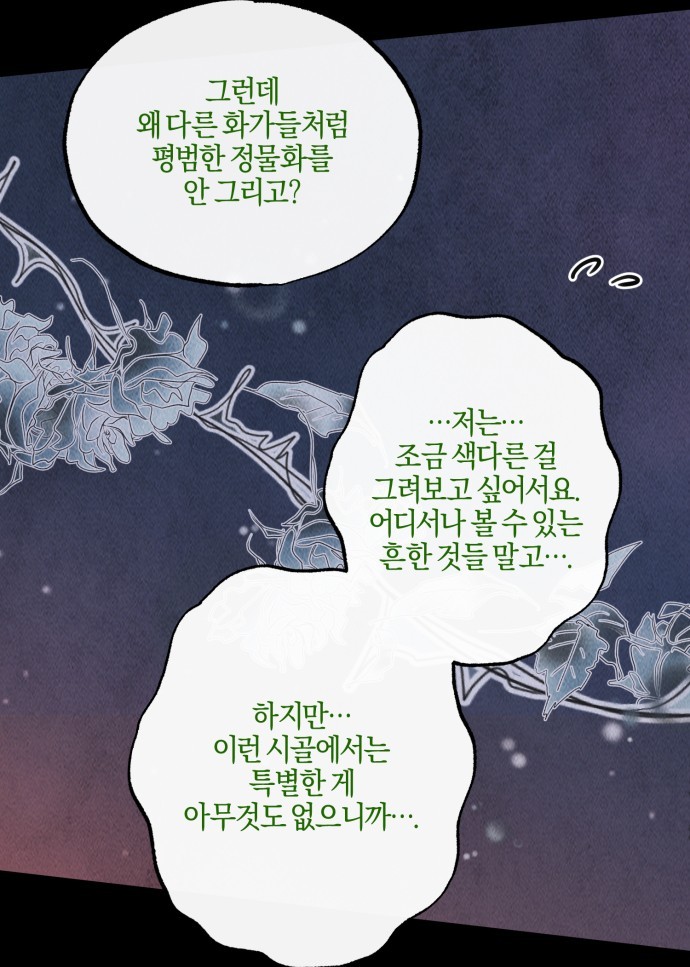 그런데
왜 다른 화가들처럼
평범한 정물화를
안 그리고?
…저는…
조금 색다른 걸
그려보고 싶어서요.
어디서나 볼 수 있는
흔한 것들 말고….
하지만…
이런 시골에서는
특별한 게
아무것도 없으니까….